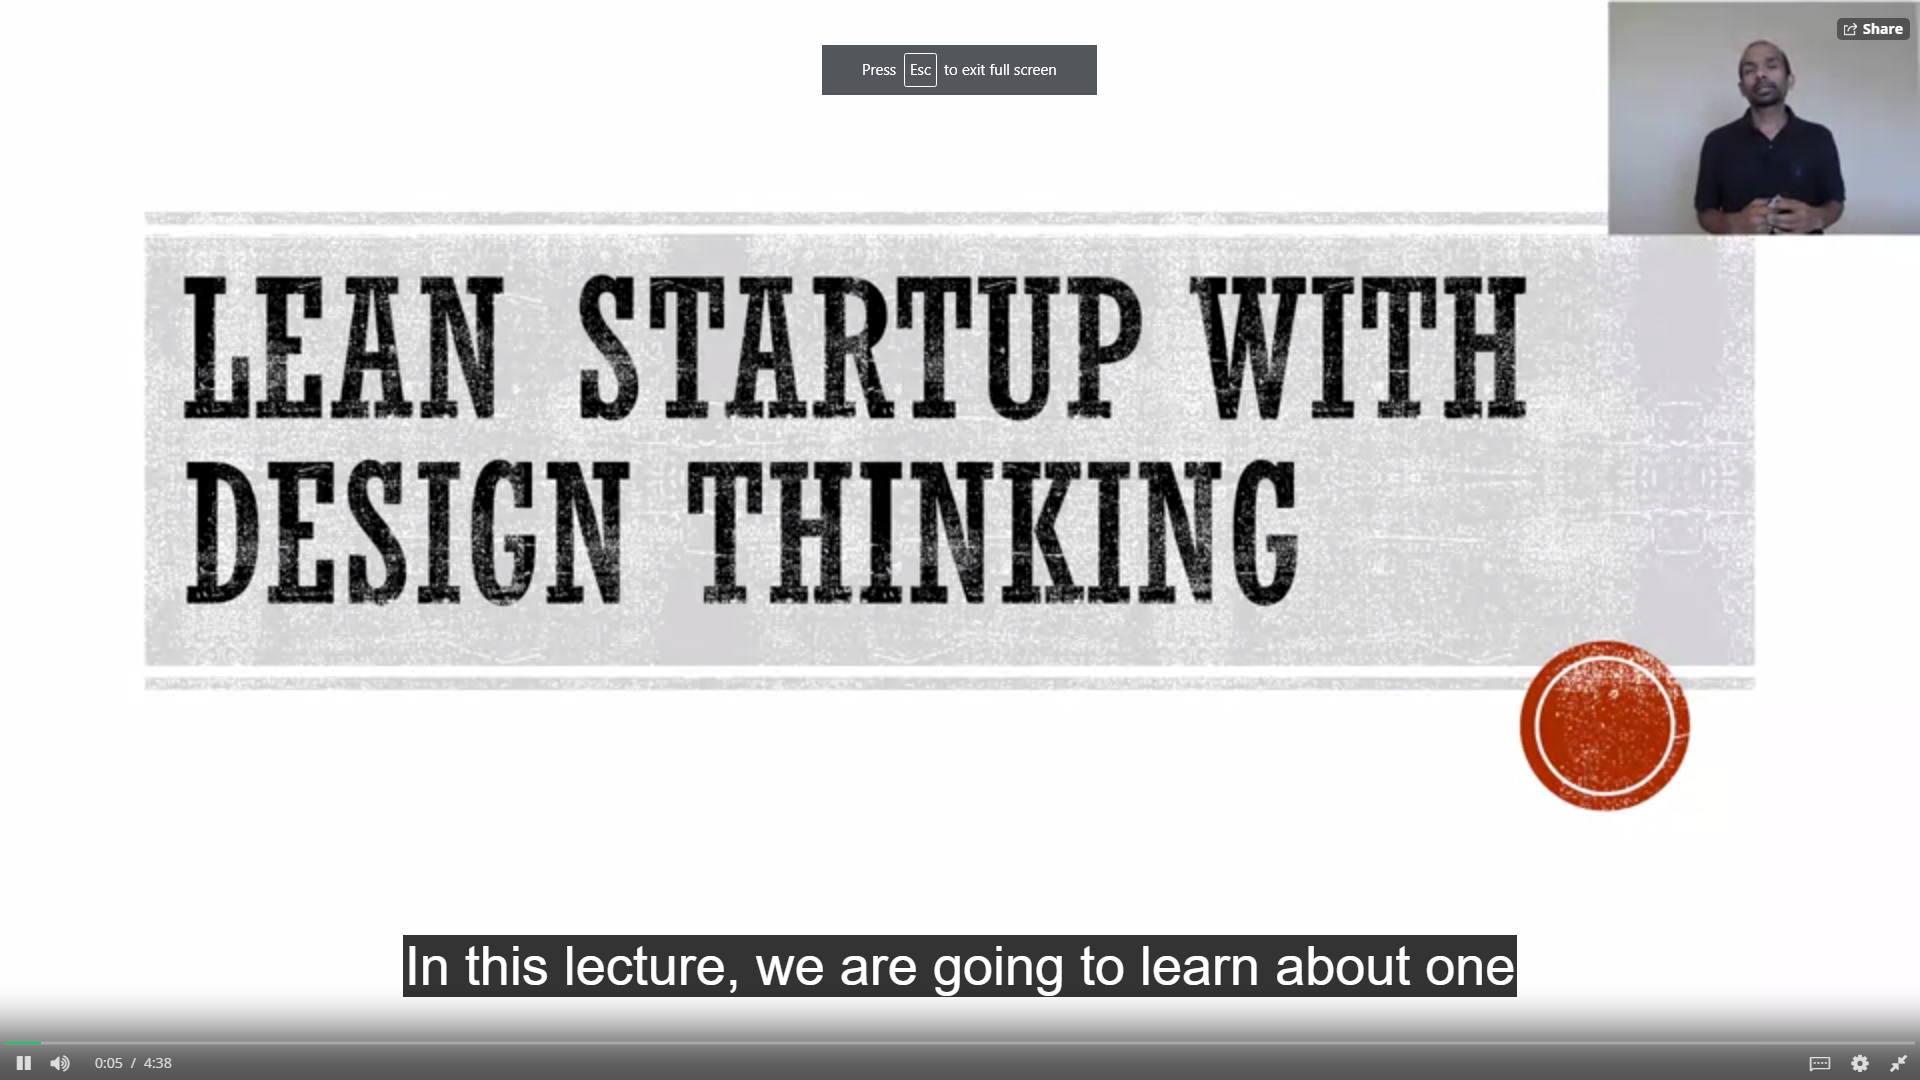 Share
Press Esc to exit full screen
LEAN STARTUP WITH
DESIGN THINKING
In this lecture, we are going to learn about one
0:05 / 4:38